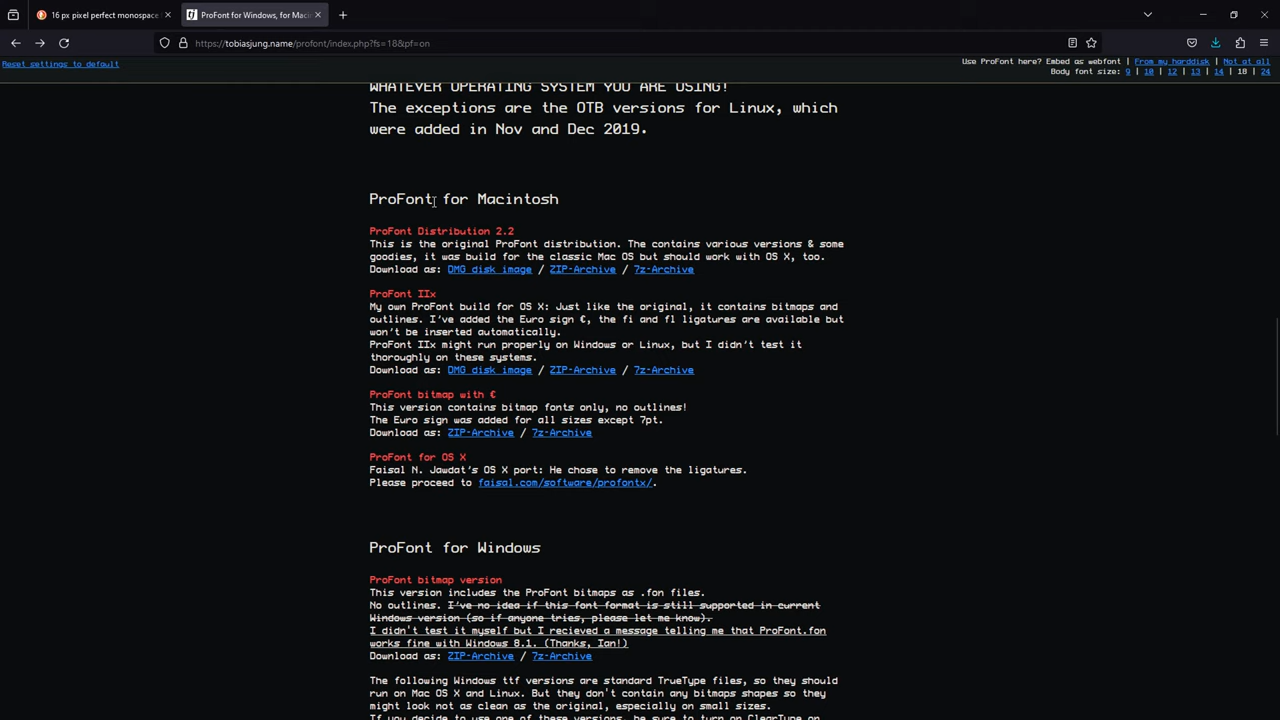 16 px pixel perfect monospace
ProFont for Windows, for Maci
https://tobiasjung.name/profont/index.php?fs=18&pf=on
Reset settings to default
Use ProFont here? Embed as webfont | From my harddisk | Not at all
Body font size: 9 | 10 | 12 | 13 | 14 | 18 | 24
WHATEVER OPERATING SYSTEM YOU ARE USING!
The exceptions are the OTB versions for Linux, which
were added in Nov and Dec 2019.
ProFont for Macintosh
ProFont Distribution 2.2
This is the original ProFont distribution. The contains various versions & some
goodies, it was build for the classic Mac OS but should work with OS X, too.
Download as: DMG disk image / ZIP-Archive / 7z-Archive
ProFont IIx
My own ProFont build for OS X: Just like the original, it contains bitmaps and
outlines. I've added the Euro sign €, the fi and fl ligatures are available but
won't be inserted automatically.
ProFont IIx might run properly on Windows or Linux, but I didn't test it
thoroughly on these systems.
Download as: DMG disk image / ZIP-Archive / 7z-Archive
ProFont bitmap with €
This version contains bitmap fonts only, no outlines!
The Euro sign was added for all sizes except 7pt.
Download as: ZIP-Archive / 7z-Archive
ProFont for OS X
Faisal N. Jawdat's OS X port: He chose to remove the ligatures.
Please proceed to faisal.com/software/profontx/.
ProFont for Windows
ProFont bitmap version
This version includes the ProFont bitmaps as .fon files.
No outlines. I've no idea if this font format is still supported in current
Windows version (so if anyone tries, please let me know).
I didn't test it myself but I recieved a message telling me that ProFont.fon
works fine with Windows 8.1. (Thanks, Ian!)
Download as: ZIP-Archive / 7z-Archive
The following Windows ttf versions are standard TrueType files, so they should
run on Mac OS X and Linux. But they don't contain any bitmaps shapes so they
might look not as clean as the original, especially on small sizes.
If you decide to use one of these versions, be sure to turn on ClearType on